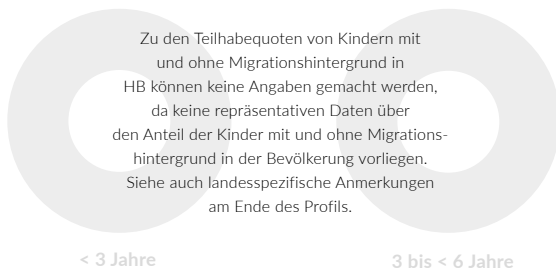 Zu den Teilhabequoten von Kindern mit
und ohne Migrationshintergrund in
HB können keine Angaben gemacht werden,
da keine repräsentativen Daten über
den Anteil der Kinder mit und ohne Migrations-
hintergrund in der Bevölkerung vorliegen.
Siehe auch landesspezifische Anmerkungen
am Ende des Profils.
< 3 Jahre
3 bis < 6 Jahre